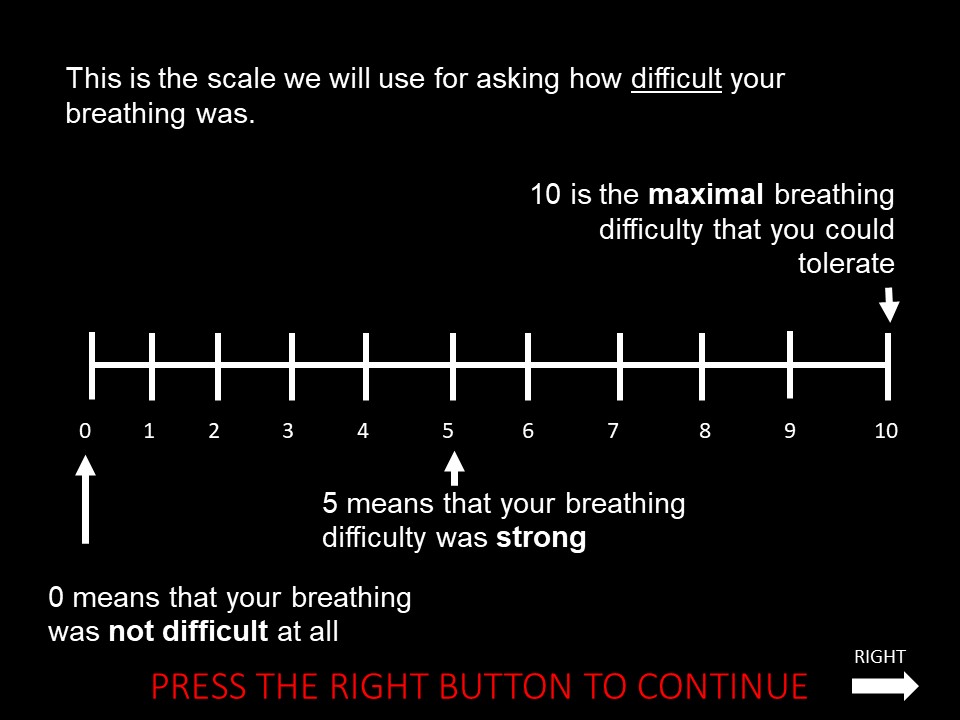 This is the scale we will use for asking how difficult your
breathing was.
10 is the maximal breathing
difficulty that you could
tolerate
0 1 2 3 4 5 6 7 8 9 10
5 means that your breathing
difficulty was strong
0 means that your breathing
was not difficult at all
RIGHT
PRESS THE RIGHT BUTTON TO CONTINUE